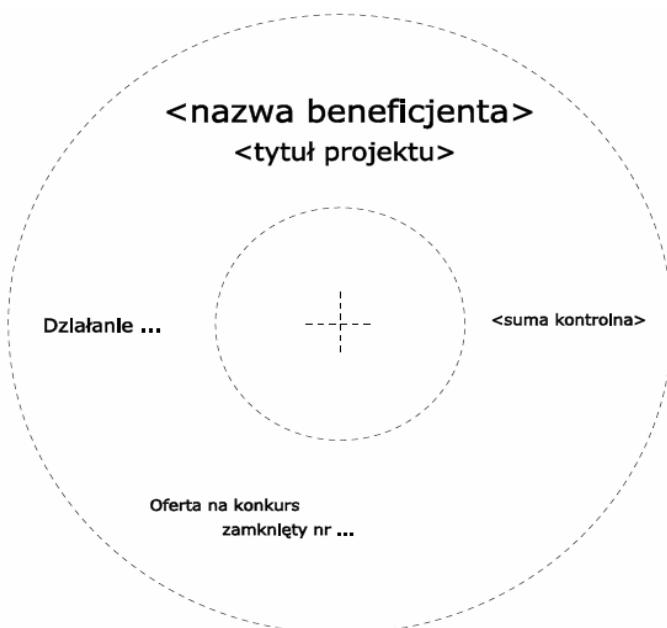 <nazwa beneficjenta>
<tytuł projektu>
Działanie ...
<suma kontrolna>
Oferta na konkurs
zamknięty nr ...